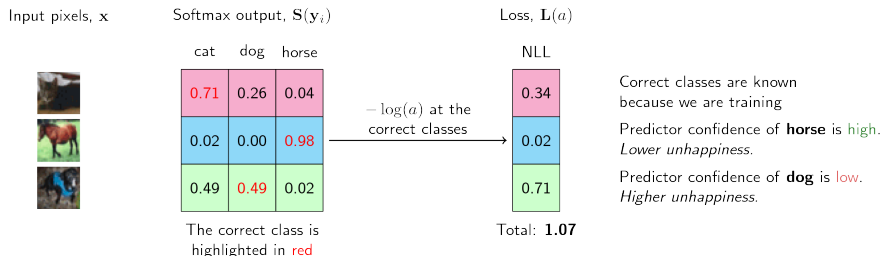 Input pixels, x
Softmax output, S(y_i)
Loss, L(a)
cat dog horse
NLL
0.71 0.26 0.04
0.34
Correct classes are known
because we are training
− log(a) at the
correct classes
0.02 0.00 0.98
0.02
Predictor confidence of horse is high.
Lower unhappiness.
0.49 0.49 0.02
0.71
Predictor confidence of dog is low.
Higher unhappiness.
The correct class is
highlighted in red
Total: 1.07